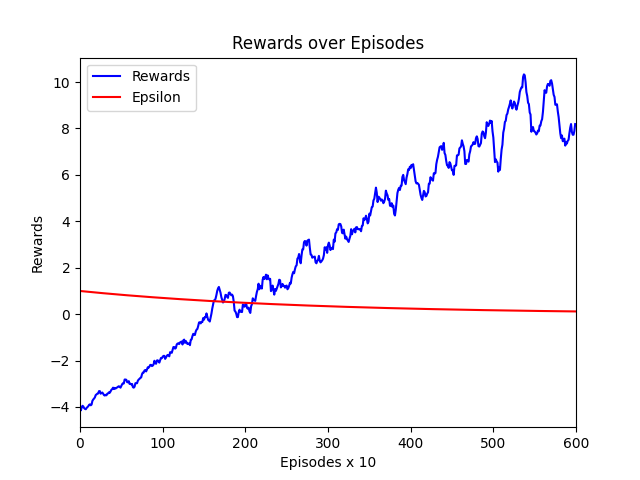 Rewards over Episodes
Rewards
Epsilon
10
8
6
4
2
0
−2
−4
Rewards
0 100 200 300 400 500 600
Episodes x 10